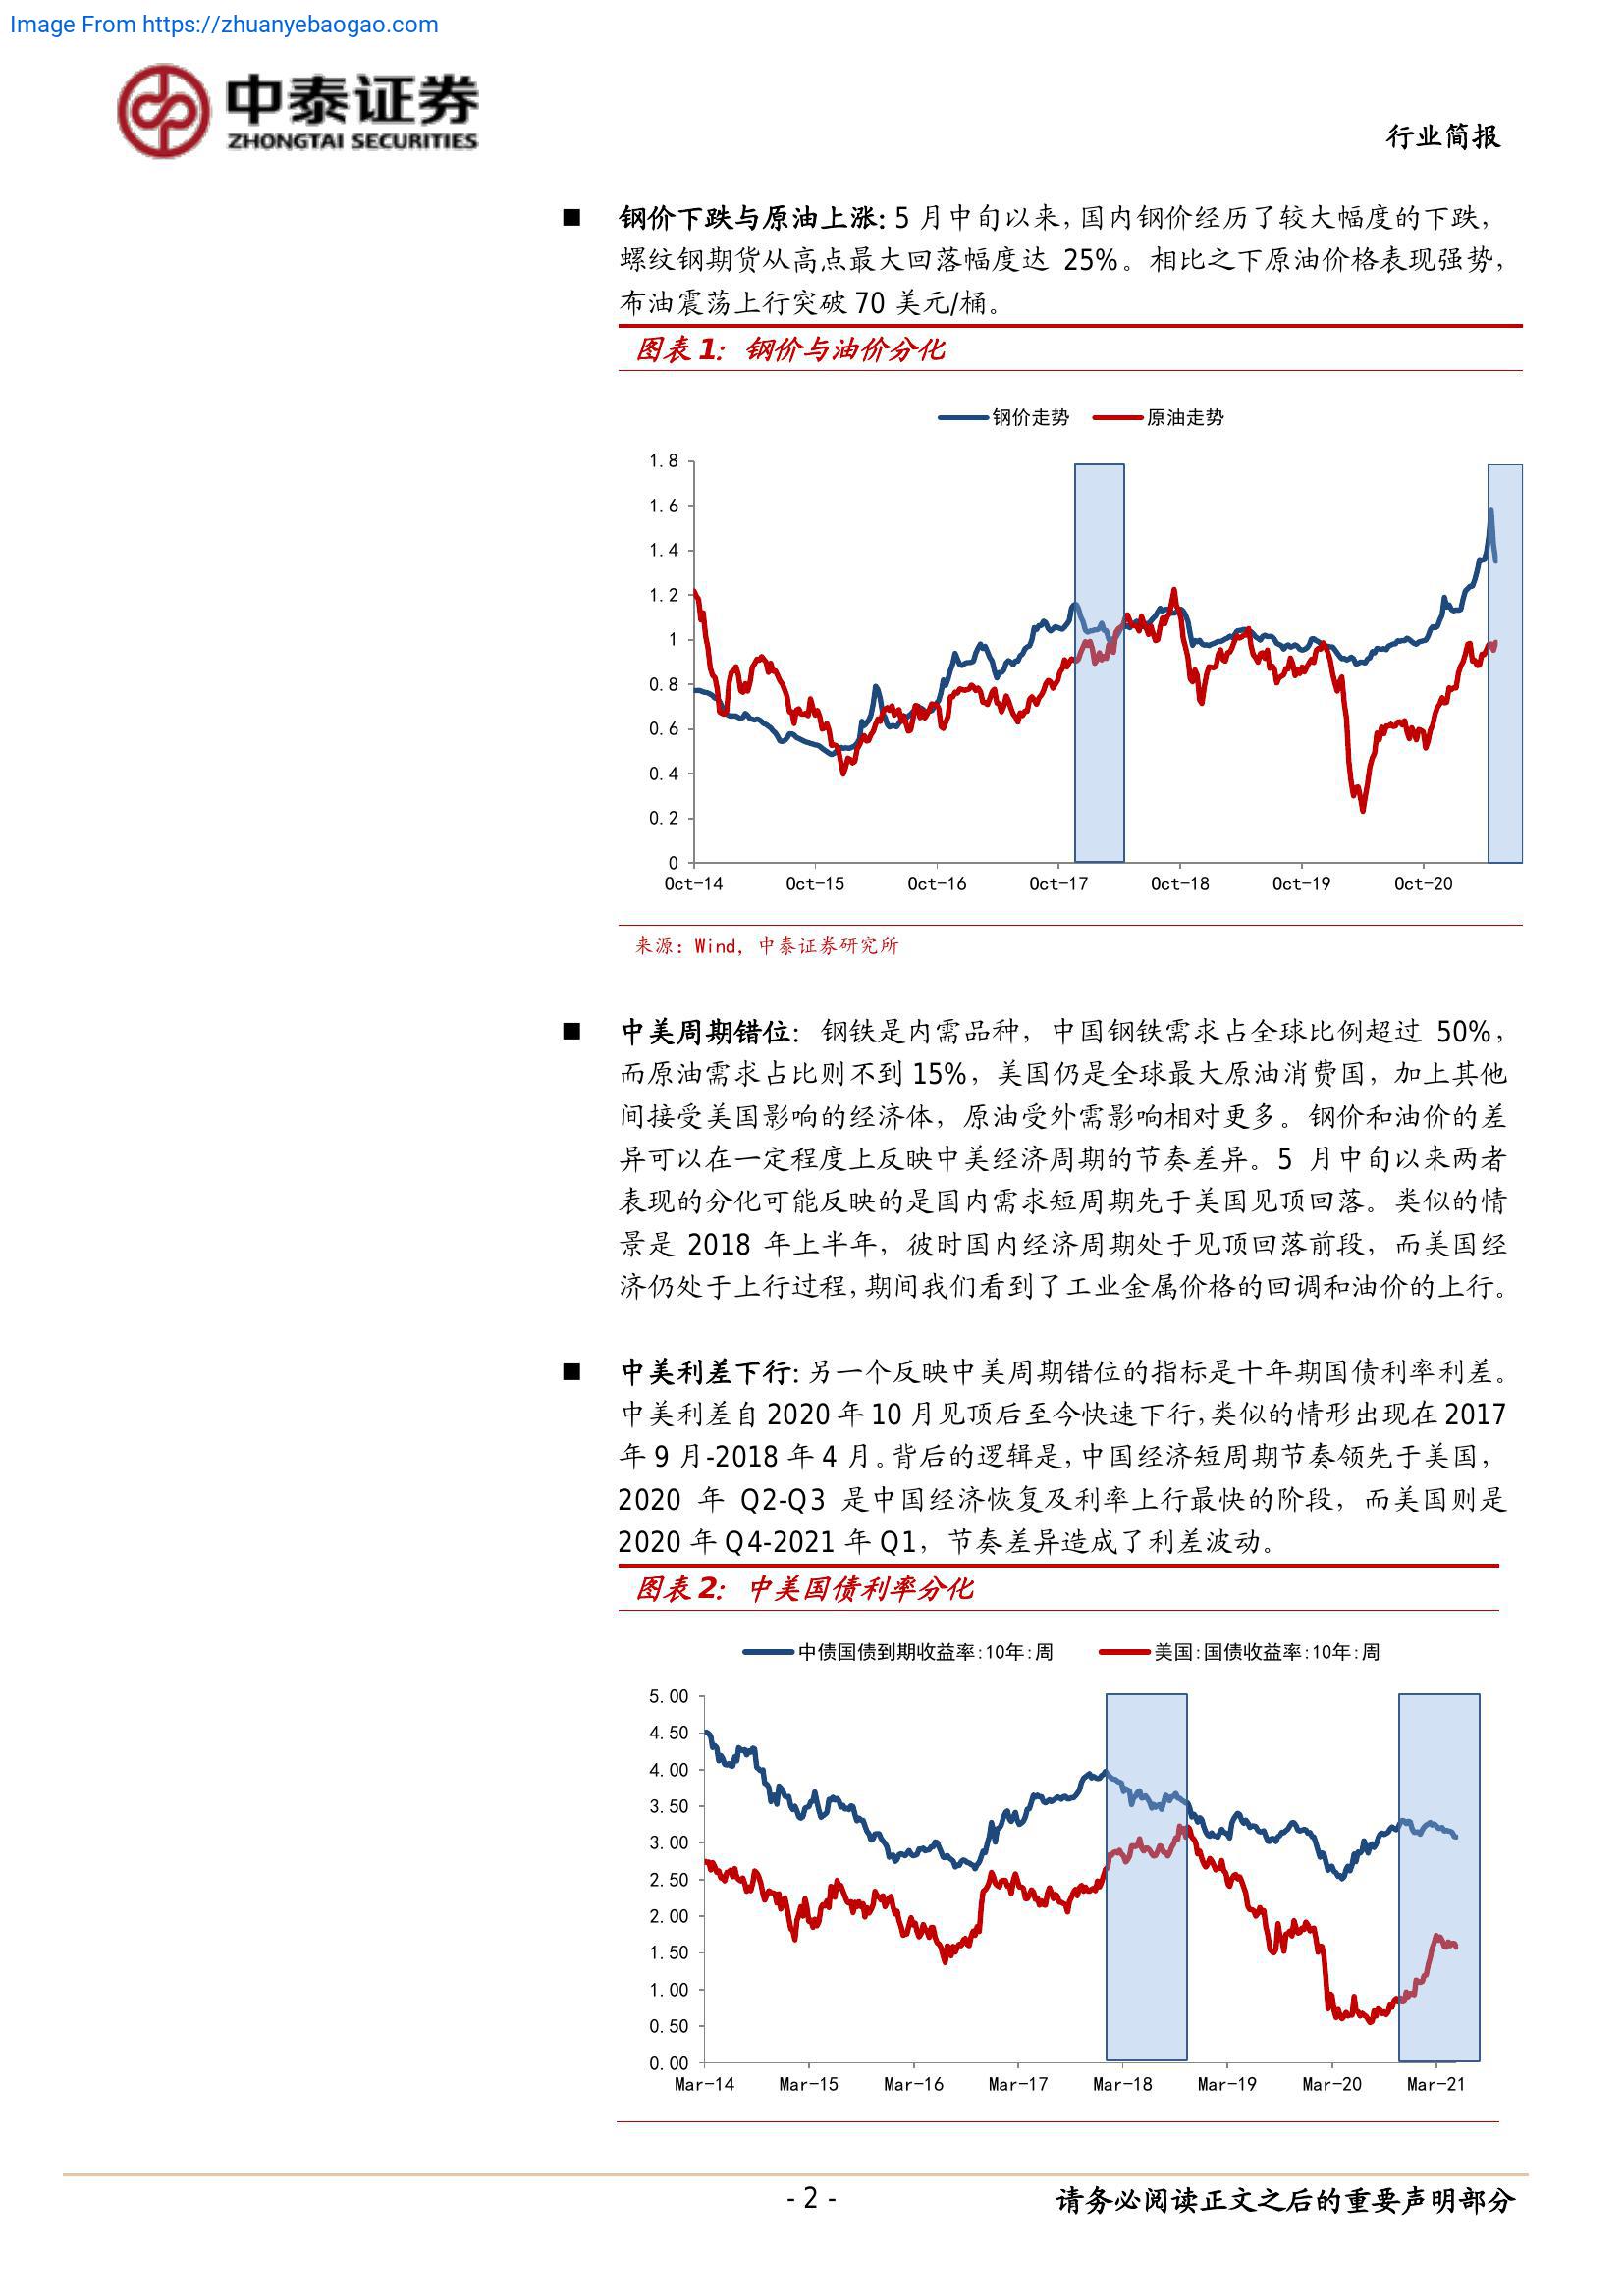 Image From https://zhuanyebaogao.com
中泰证券
ZHONGTAI SECURITIES
行业简报
■ 钢价下跌与原油上涨：5 月中旬以来，国内钢价经历了较大幅度的下跌，
螺纹钢期货从高点最大回落幅度达 25%。相比之下原油价格表现强势，
布油震荡上行突破 70 美元/桶。
图表 1：钢价与油价分化
钢价走势 原油走势
1.8
1.6
1.4
1.2
1
0.8
0.6
0.4
0.2
0
Oct-14 Oct-15 Oct-16 Oct-17 Oct-18 Oct-19 Oct-20
来源：Wind，中泰证券研究所
■ 中美周期错位：钢铁是内需品种，中国钢铁需求占全球比例超过 50%，
而原油需求占比则不到 15%，美国仍是全球最大原油消费国，加上其他
间接受美国影响的经济体，原油受外需影响相对更多。钢价和油价的差
异可以在一定程度上反映中美经济周期的节奏差异。5 月中旬以来两者
表现的分化可能反映的是国内需求短周期先于美国见顶回落。类似的情
景是 2018 年上半年，彼时国内经济周期处于见顶回落前段，而美国经
济仍处于上行过程，期间我们看到了工业金属价格的回调和油价的上行。
■ 中美利差下行：另一个反映中美周期错位的指标是十年期国债利率利差。
中美利差自 2020 年 10 月见顶后至今快速下行，类似的情形出现在 2017
年 9 月-2018 年 4 月。背后的逻辑是，中国经济短周期节奏领先于美国，
2020 年 Q2-Q3 是中国经济恢复及利率上行最快的阶段，而美国则是
2020 年 Q4-2021 年 Q1，节奏差异造成了利差波动。
图表 2：中美国债利率分化
中债国债到期收益率:10年:周 美国:国债收益率:10年:周
5.00
4.50
4.00
3.50
3.00
2.50
2.00
1.50
1.00
0.50
0.00
Mar-14 Mar-15 Mar-16 Mar-17 Mar-18 Mar-19 Mar-20 Mar-21
- 2 -
请务必阅读正文之后的重要声明部分